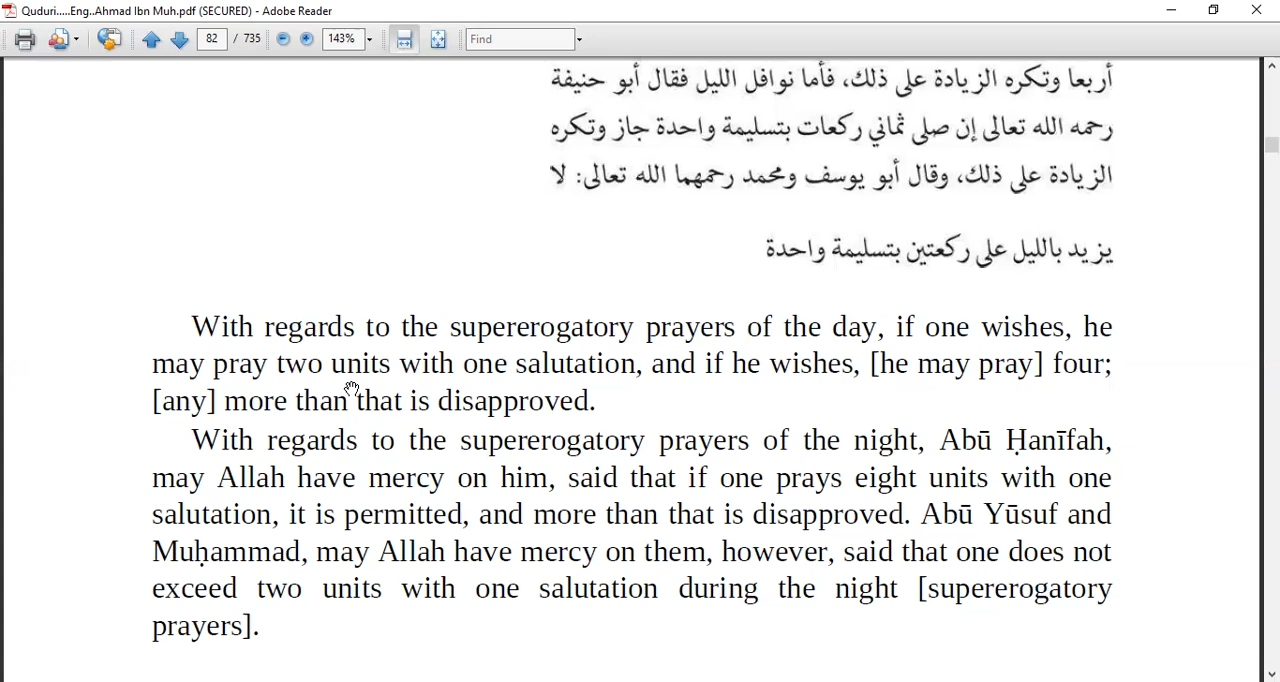 Quduri.....Eng..Ahmad Ibn Muh.pdf (SECURED) - Adobe Reader
82 / 735 143% Find
أربعا وتكره الزيادة على ذلك، فأما نوافل الليل فقال أبو حنيفة
رحمه الله تعالى إن صلى ثماني ركعات بتسليمة واحدة جاز وتكره
الزيادة على ذلك، وقال أبو يوسف ومحمد رحمهما الله تعالى: لا
يزيد بالليل على ركعتين بتسليمة واحدة
With regards to the supererogatory prayers of the day, if one wishes, he
may pray two units with one salutation, and if he wishes, [he may pray] four;
[any] more than that is disapproved.
With regards to the supererogatory prayers of the night, Abū Ḥanīfah,
may Allah have mercy on him, said that if one prays eight units with one
salutation, it is permitted, and more than that is disapproved. Abū Yūsuf and
Muḥammad, may Allah have mercy on them, however, said that one does not
exceed two units with one salutation during the night [supererogatory
prayers].